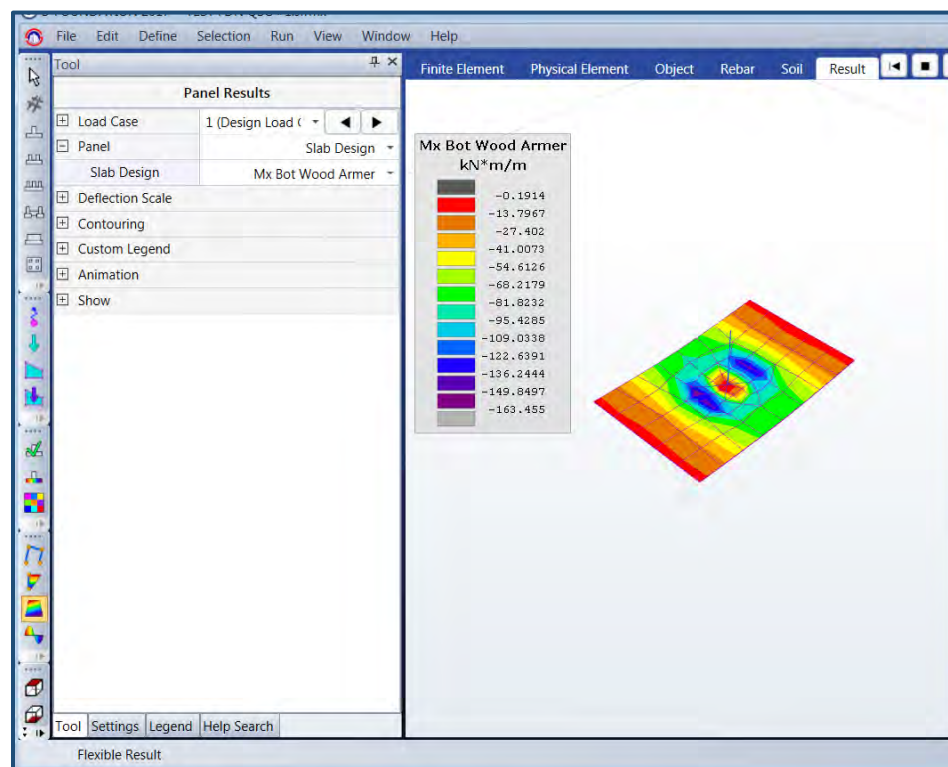 File Edit Define Selection Run View Window Help
Tool
Panel Results
Load Case 1 (Design Load (
Panel Slab Design
Slab Design Mx Bot Wood Armer
Deflection Scale
Contouring
Custom Legend
Animation
Show
Tool Settings Legend Help Search
Flexible Result
Finite Element Physical Element Object Rebar Soil Result
Mx Bot Wood Armer
kN*m/m
-0.1914
-13.7967
-27.402
-41.0073
-54.6126
-68.2179
-81.8232
-95.4285
-109.0338
-122.6391
-136.2444
-149.8497
-163.455